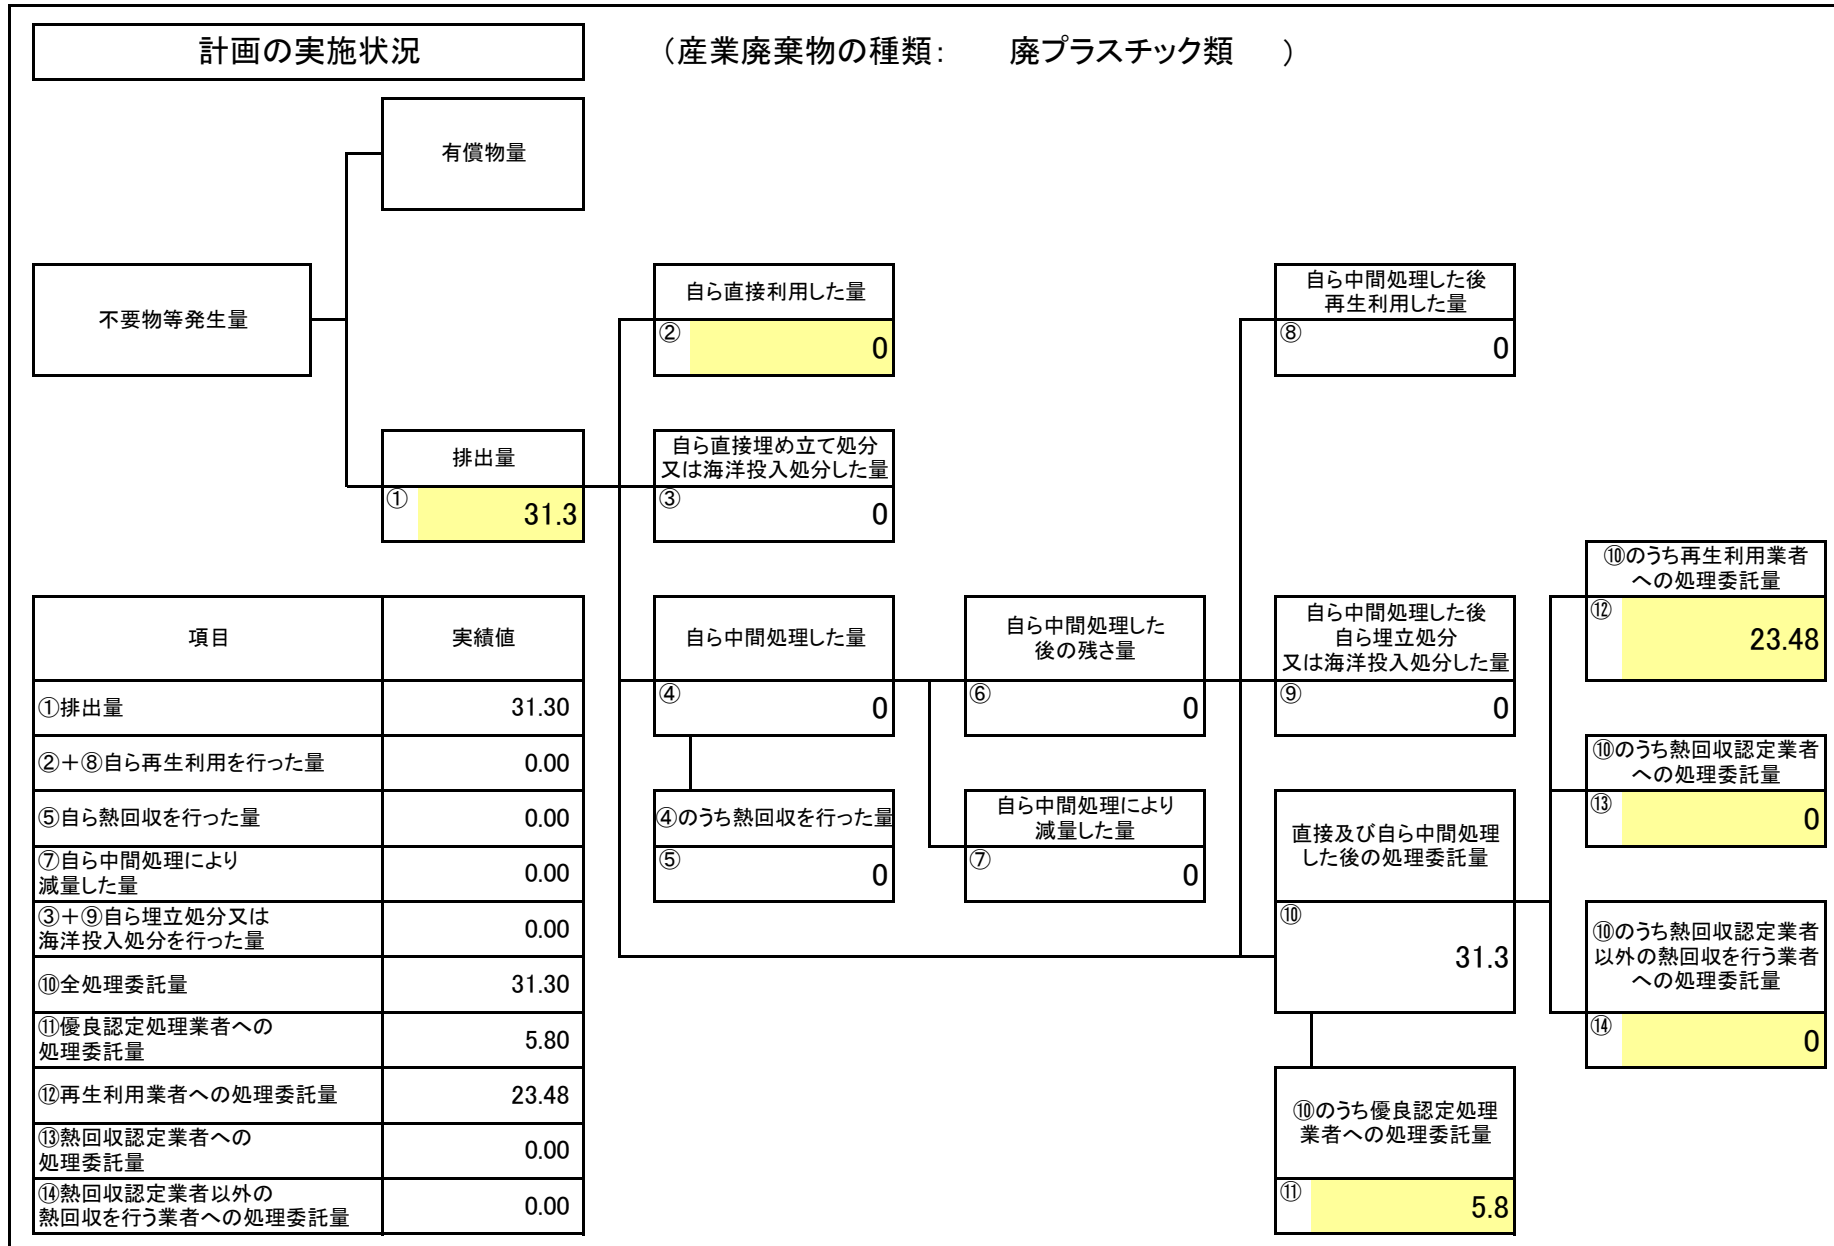 計画の実施状況
（産業廃棄物の種類： 廃プラスチック類 ）
有償物量
不要物等発生量
自ら直接利用した量
②
0
自ら中間処理した後
再生利用した量
⑧
0
排出量
①
31.3
自ら直接埋め立て処分
又は海洋投入処分した量
③
0
⑩のうち再生利用業者
への処理委託量
⑫
23.48
自ら中間処理した量
④
0
自ら中間処理した
後の残さ量
⑥
0
自ら中間処理した後
自ら埋立処分
又は海洋投入処分した量
⑨
0
⑩のうち熱回収認定業者
への処理委託量
⑬
0
④のうち熱回収を行った量
⑤
0
自ら中間処理により
減量した量
⑦
0
直接及び自ら中間処理
した後の処理委託量
⑩
31.3
⑩のうち熱回収認定業者
以外の熱回収を行う業者
への処理委託量
⑭
0
⑩のうち優良認定処理
業者への処理委託量
⑪
5.8
項目 実績値
①排出量 31.30
②＋⑧自ら再生利用を行った量 0.00
⑤自ら熱回収を行った量 0.00
⑦自ら中間処理により
減量した量 0.00
③＋⑨自ら埋立処分又は
海洋投入処分を行った量 0.00
⑩全処理委託量 31.30
⑪優良認定処理業者への
処理委託量 5.80
⑫再生利用業者への処理委託量 23.48
⑬熱回収認定業者への
処理委託量 0.00
⑭熱回収認定業者以外の
熱回収を行う業者への処理委託量 0.00